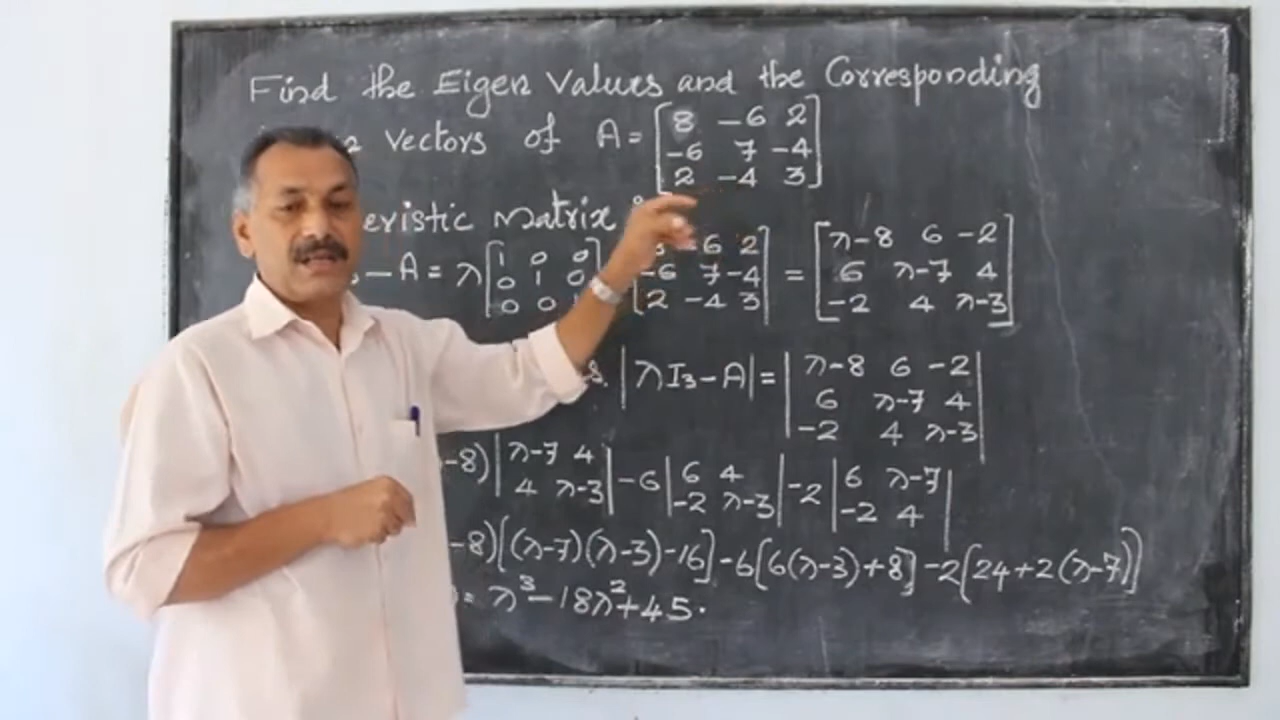 Find the Eigen Values and the Corresponding
Vectors of A = [8 -6 2
-6 7 -4
2 -4 3]
eristic Matrix
- A = λ[1 0 0
0 1 0
0 0 ] -6 2
-6 7 -4
2 -4 3] = [λ-8 6 -2
6 λ-7 4
-2 4 λ-3]
|λI₃-A| = |λ-8 6 -2
6 λ-7 4
-2 4 λ-3|
-8)|λ-7 4
4 λ-3| -6|6 4
-2 λ-3| -2|6 λ-7
-2 4|
-8)[(λ-7)(λ-3)-16] -6[6(λ-3)+8] -2[24+2(λ-7)]
= λ³-18λ²+45.